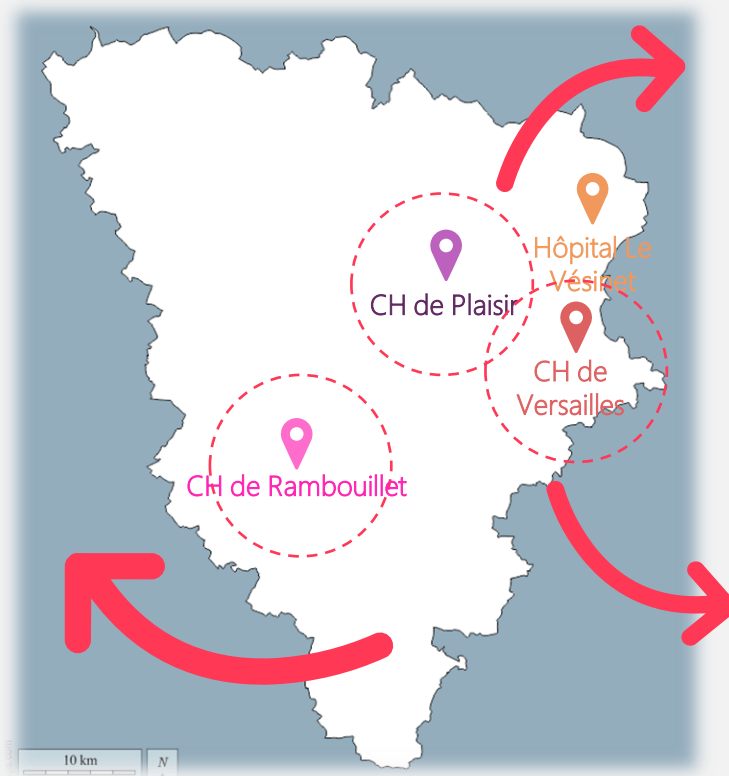 Hôpital Le
Vésinet
CH de Plaisir
CH de
Versailles
CH de Rambouillet
10 km
N